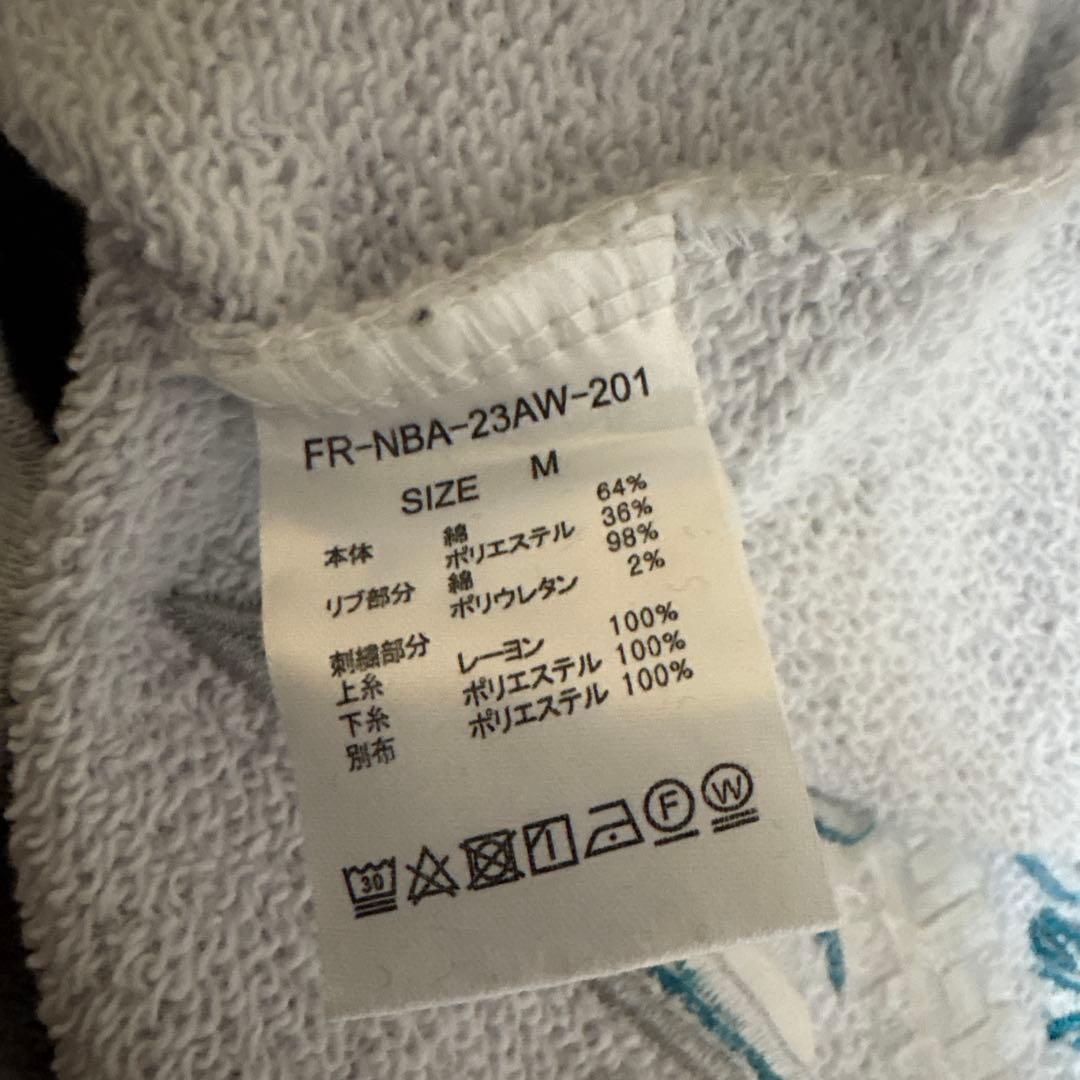 FR-NBA-23AW-201
SIZE M
本体 綿 64%
ポリエステル 36%
リブ部分 綿 98%
ポリウレタン 2%
刺繍部分
上糸 レーヨン 100%
下糸 ポリエステル 100%
別布 ポリエステル 100%
30
F
W